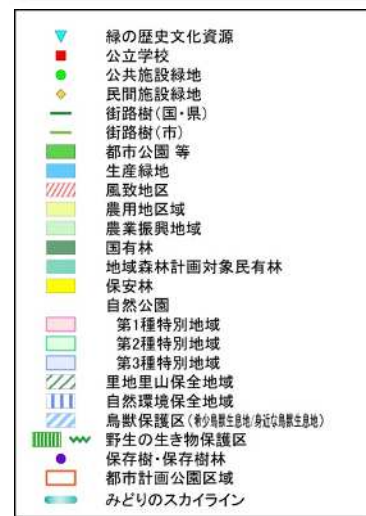 緑の歴史文化資源
公立学校
公共施設緑地
民間施設緑地
街路樹(国・県)
街路樹(市)
都市公園 等
生産緑地
風致地区
農用地区域
農業振興地域
国有林
地域森林計画対象民有林
保安林
自然公園
第1種特別地域
第2種特別地域
第3種特別地域
里地里山保全地域
自然環境保全地域
鳥獣保護区(希少鳥獣生息地/身近な鳥獣生息地)
野生の生き物保護区
保存樹・保存樹林
都市計画公園区域
みどりのスカイライン